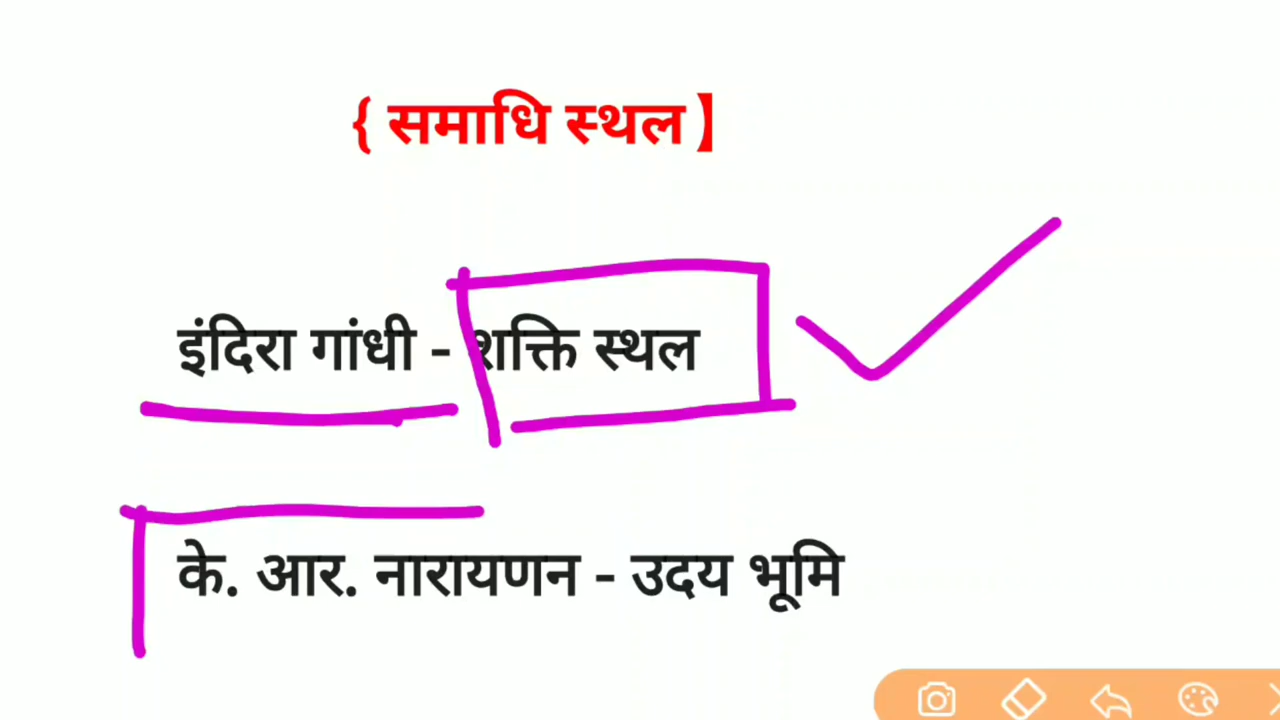 { समाधि स्थल】
इंदिरा गांधी - शक्ति स्थल
के. आर. नारायणन - उदय भूमि